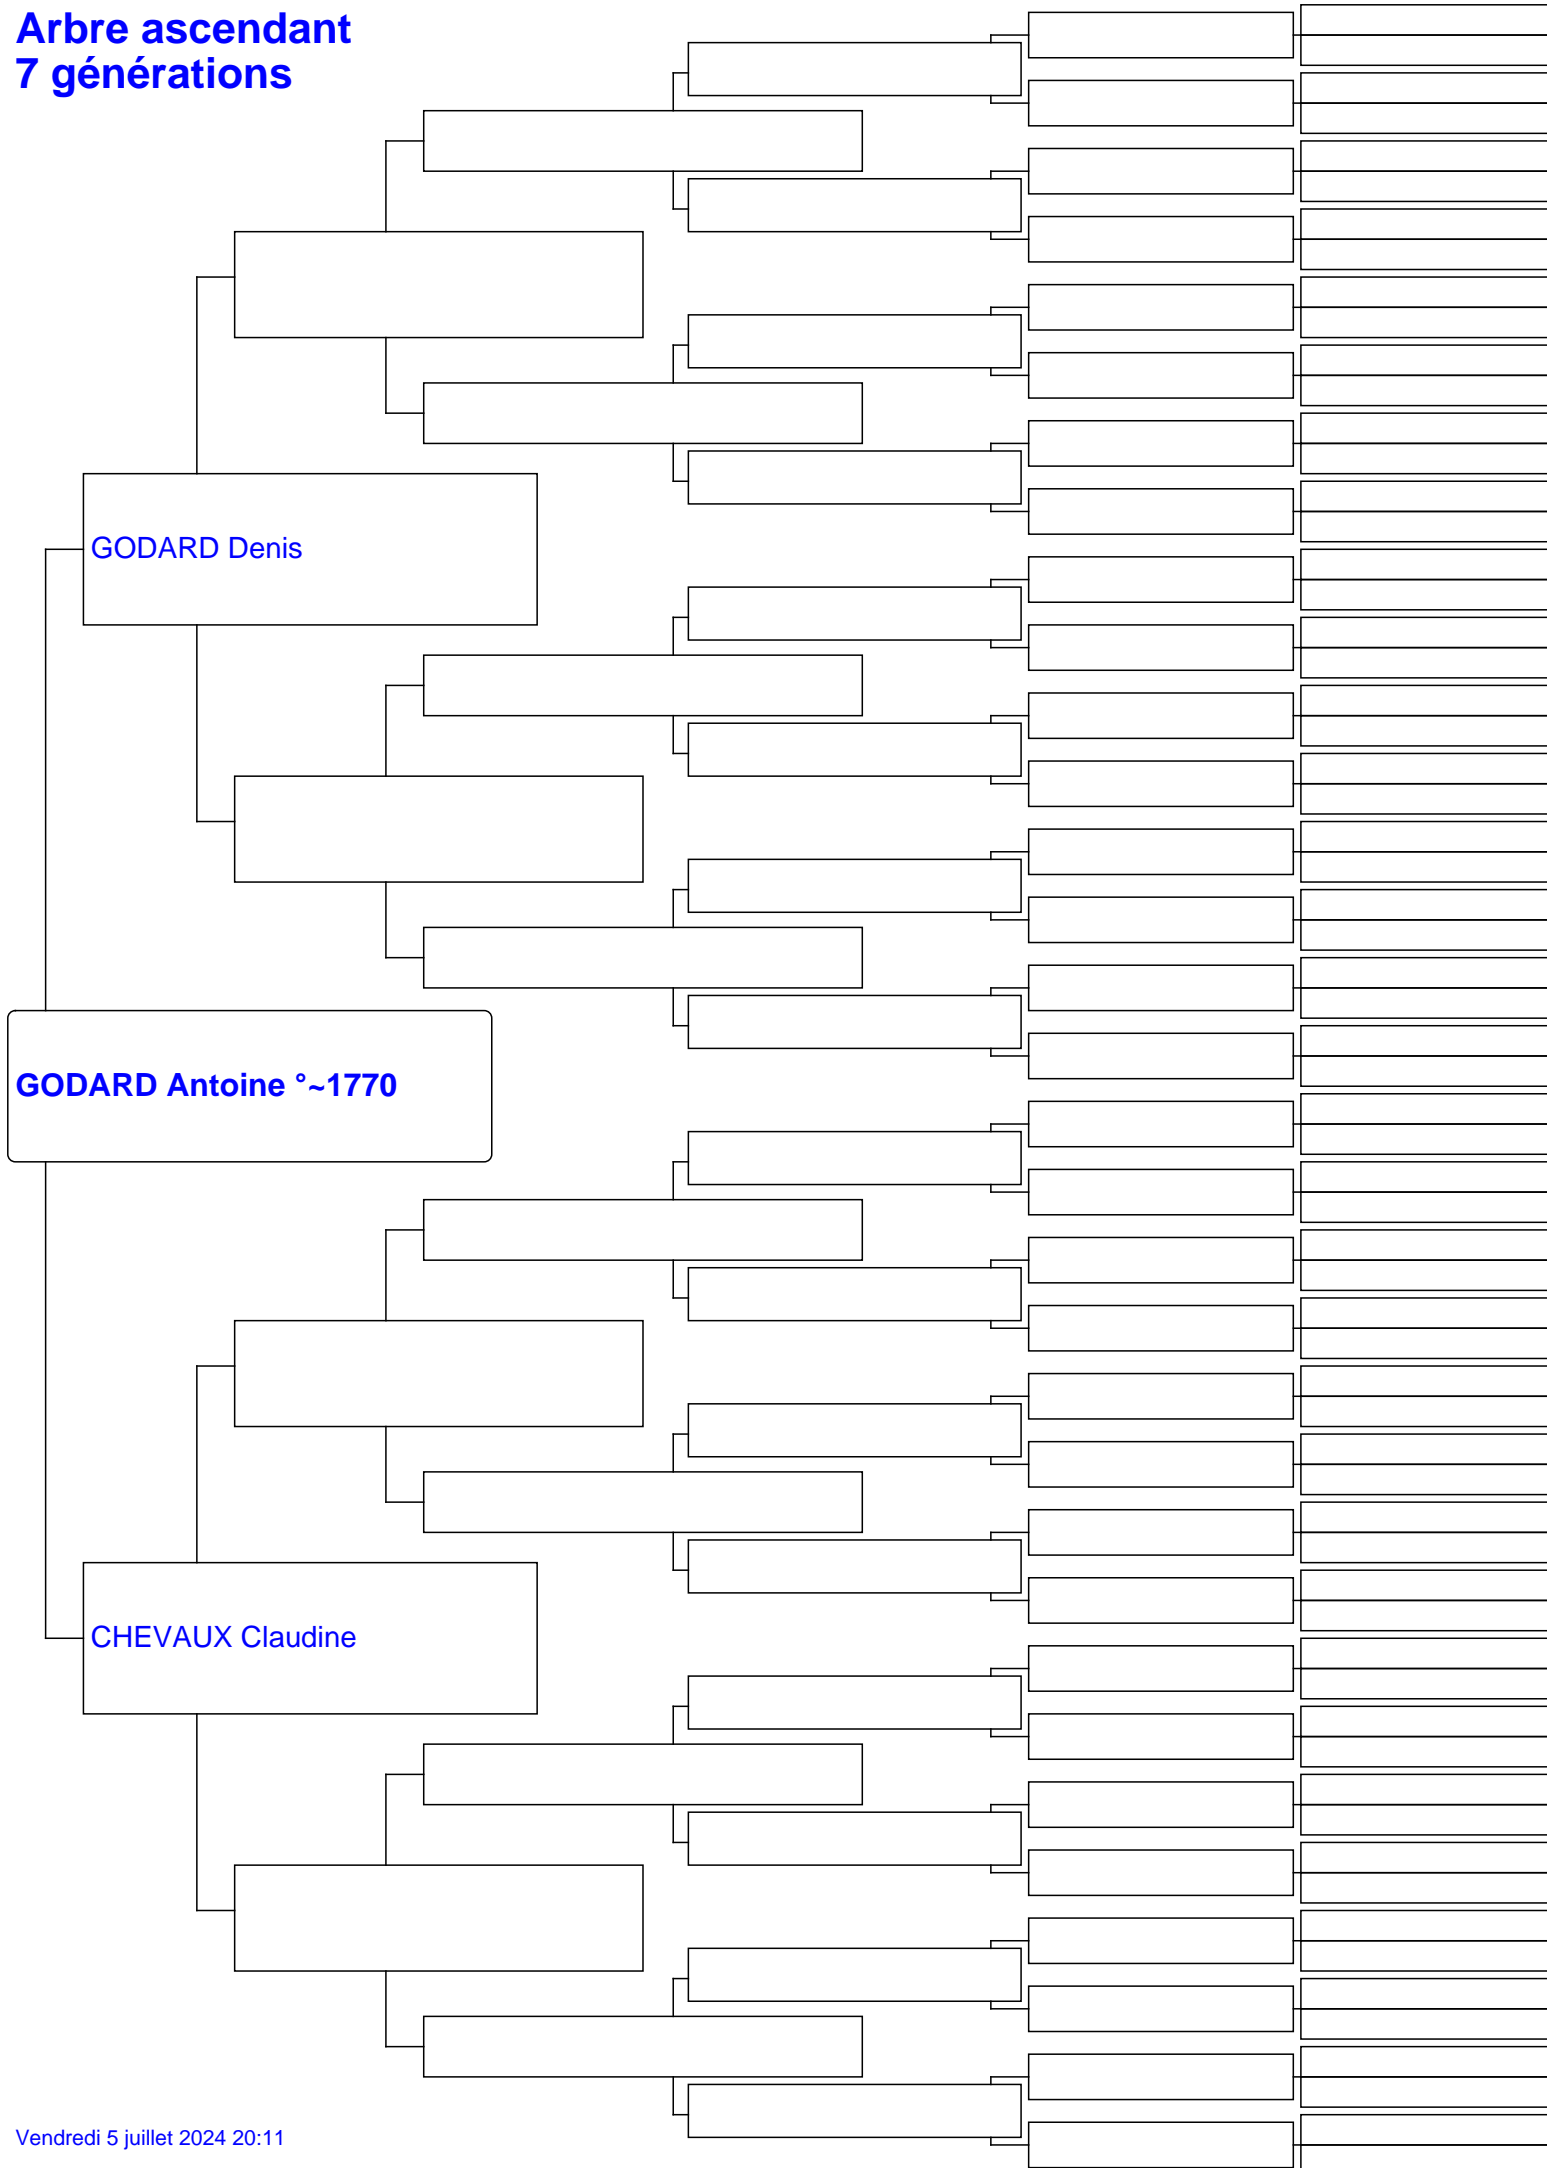 Arbre ascendant
7 générations
GODARD Denis
GODARD Antoine °~1770
CHEVAUX Claudine
Vendredi 5 juillet 2024 20:11